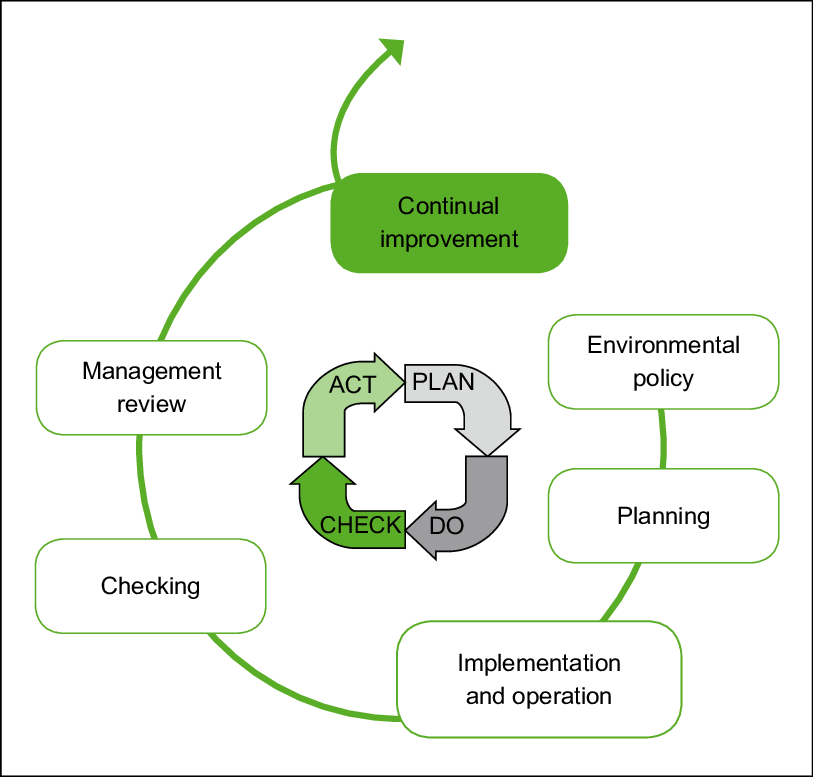 Continual
improvement
Environmental
policy
Management
review
ACT
PLAN
Planning
CHECK
DO
Checking
Implementation
and operation